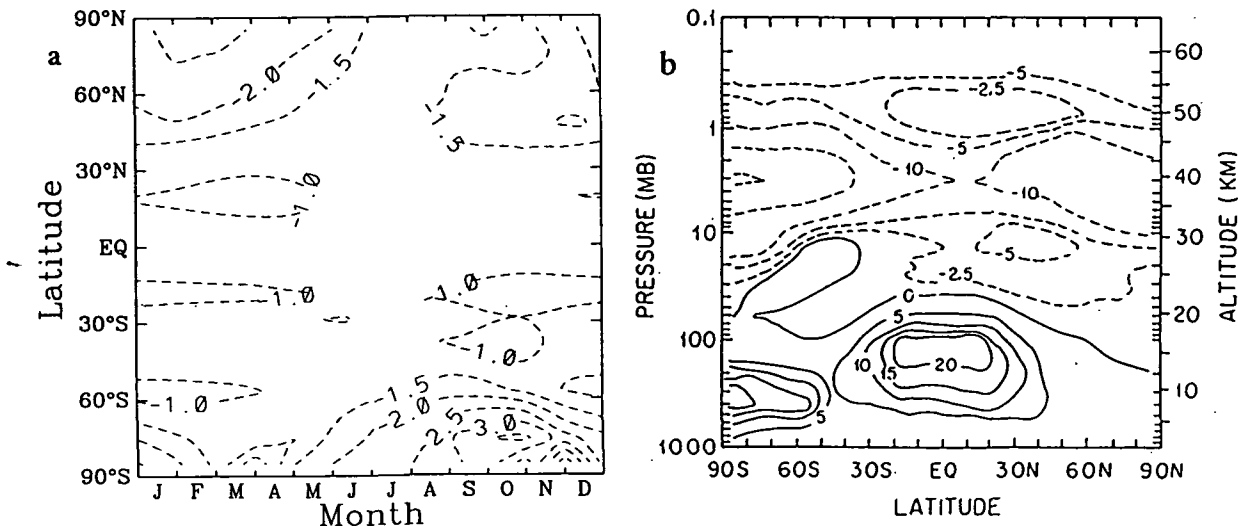 a
90°N
60°N
30°N
EQ
30°S
60°S
90°S
Latitude
-2.0
-1.5
-1.5
-1.0
-1.0
-1.0
-1.0
-1.0
-1.5
-2.0
-2.5
-3.0
J F M A M J J A S O N D
Month
b
0.1
1
10
100
1000
PRESSURE (MB)
60
50
40
30
20
10
ALTITUDE (KM)
-5
-2.5
-5
-10
-10
-5
-2.5
0
5
10
15
20
5
90S 60S 30S EQ 30N 60N 90N
LATITUDE